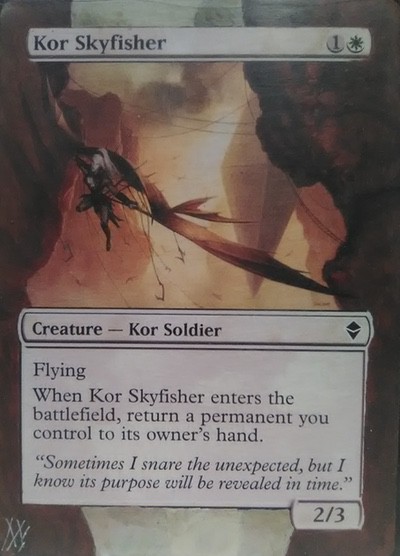 Kor Skyfisher 1
Creature — Kor Soldier
Flying
When Kor Skyfisher enters the
battlefield, return a permanent you
control to its owner's hand.
“Sometimes I snare the unexpected, but I
know its purpose will be revealed in time.”
2/3